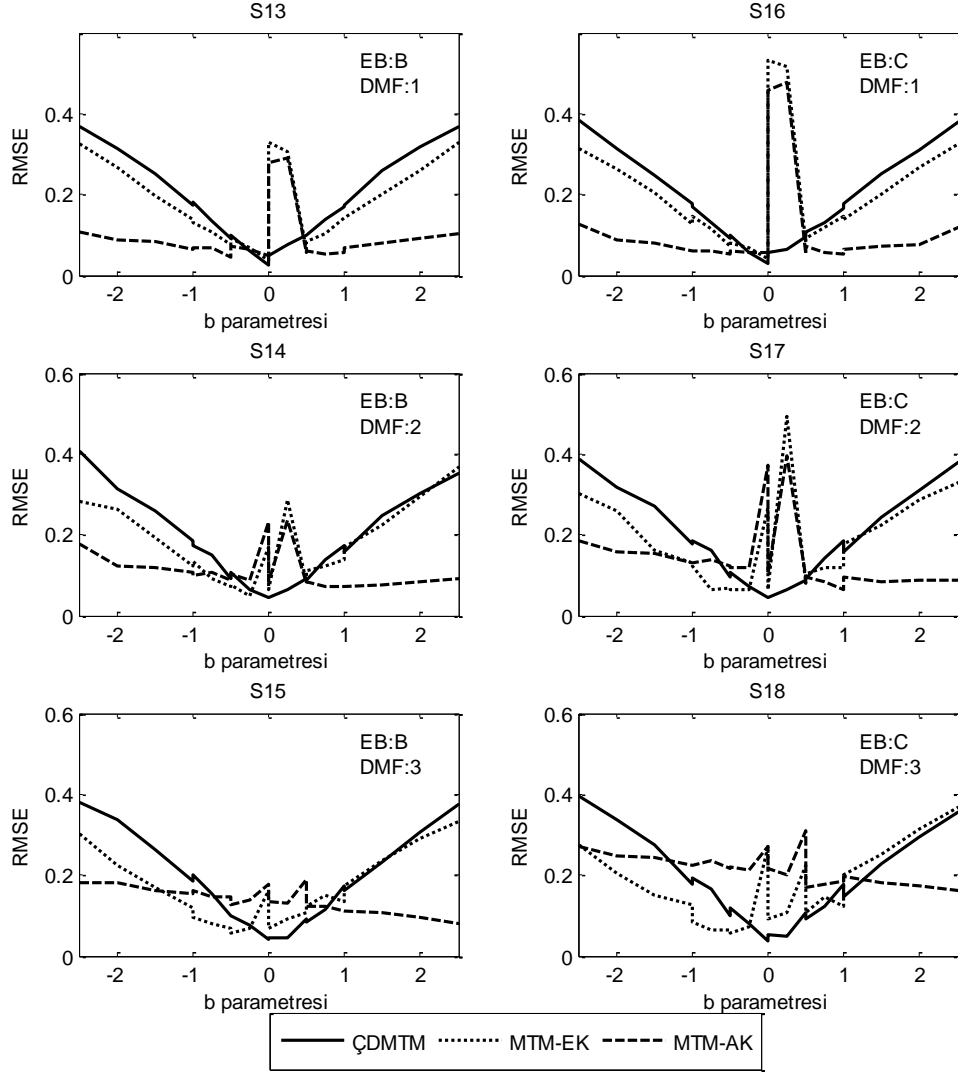 S13
EB:B
DMF:1
RMSE
0.4
0.2
0
-2
-1
0
1
2
b parametresi
S16
EB:C
DMF:1
RMSE
0.4
0.2
0
-2
-1
0
1
2
b parametresi
S14
EB:B
DMF:2
RMSE
0.6
0.4
0.2
0
-2
-1
0
1
2
b parametresi
S17
EB:C
DMF:2
RMSE
0.6
0.4
0.2
0
-2
-1
0
1
2
b parametresi
S15
EB:B
DMF:3
RMSE
0.6
0.4
0.2
0
-2
-1
0
1
2
b parametresi
S18
EB:C
DMF:3
RMSE
0.6
0.4
0.2
0
-2
-1
0
1
2
b parametresi
ÇDMTM MTM-EK MTM-AK